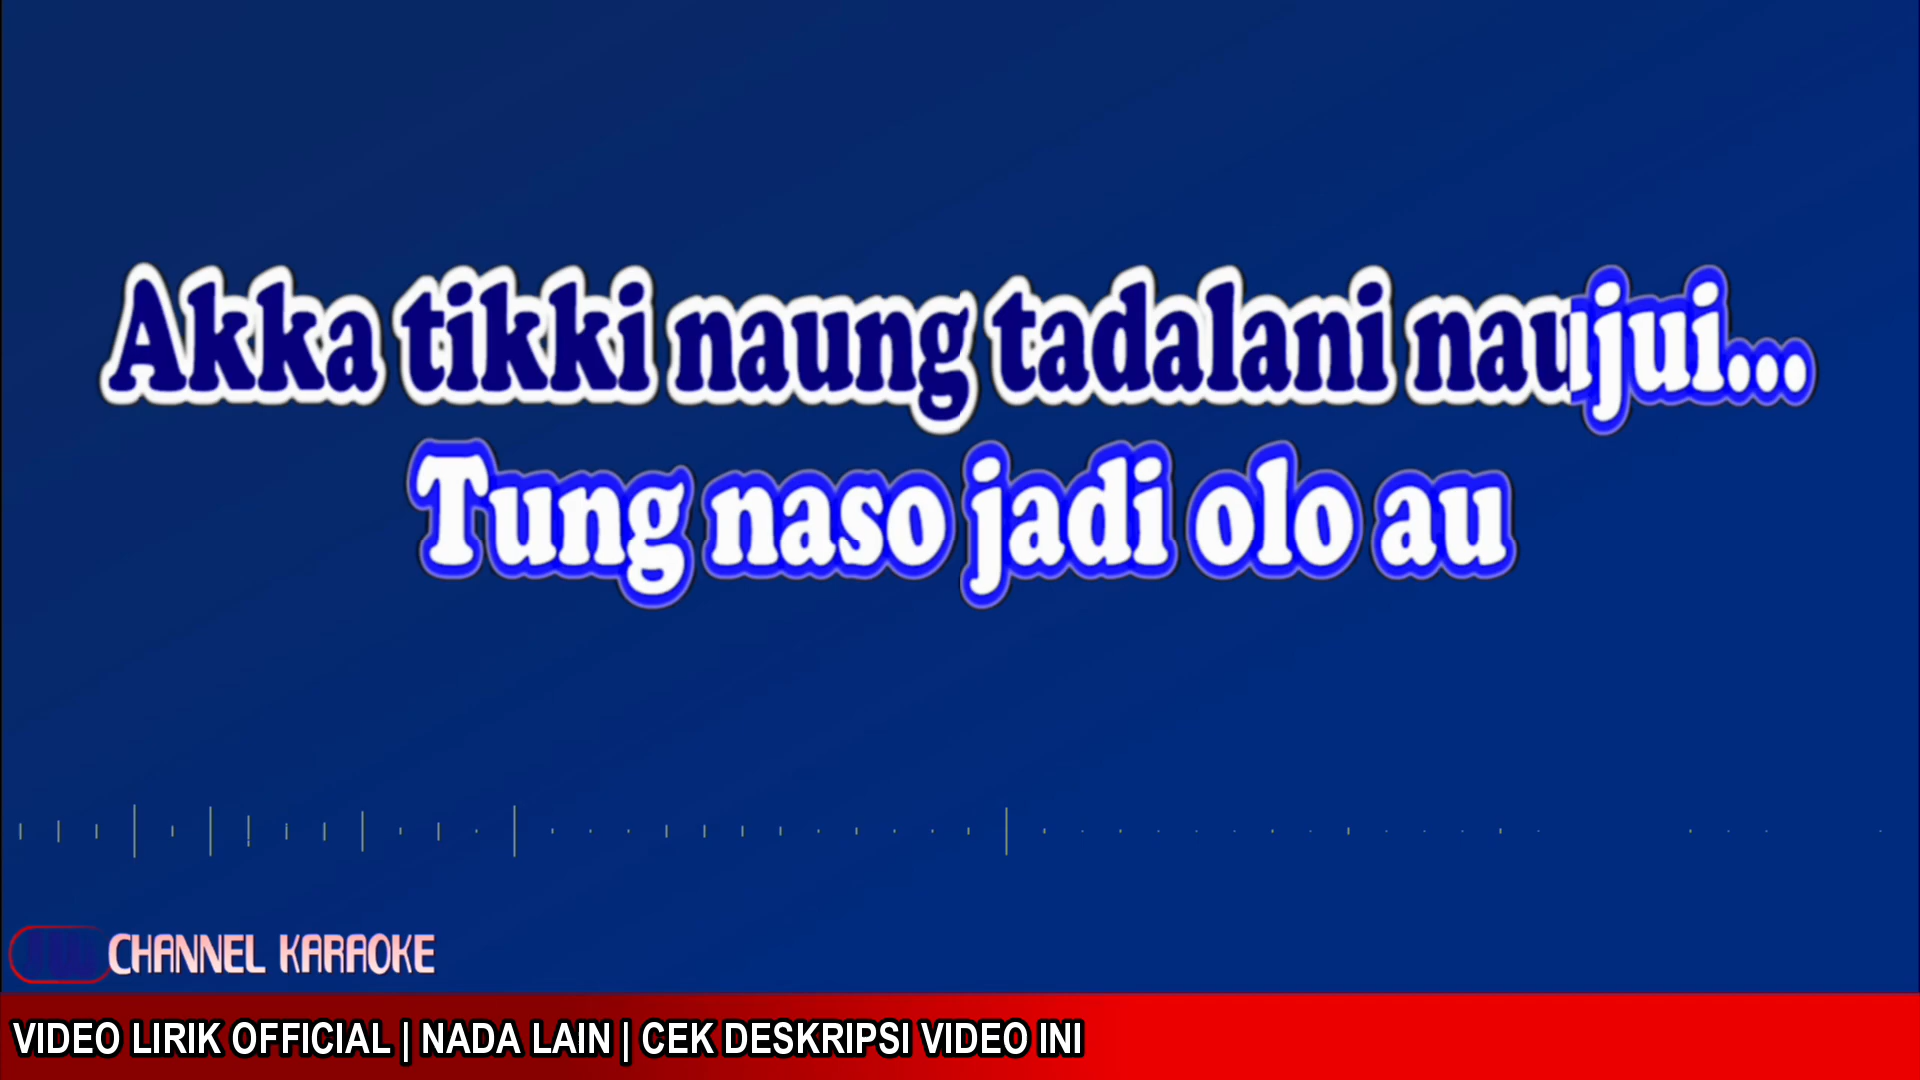 Akka tikki naung tadalani naujui...
Tung naso jadi olo au
CHANNEL KARAOKE
VIDEO LIRIK OFFICIAL | NADA LAIN | CEK DESKRIPSI VIDEO INI